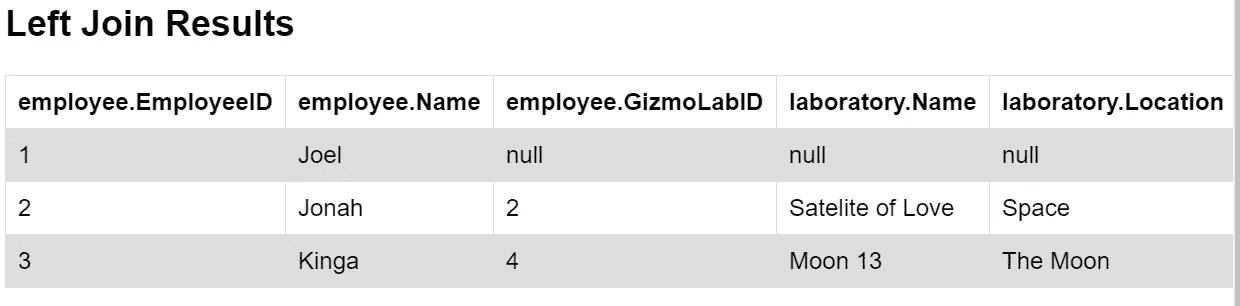 Left Join Results
employee.EmployeeID employee.Name employee.GizmoLabID laboratory.Name laboratory.Location
1 Joel null null null
2 Jonah 2 Satelite of Love Space
3 Kinga 4 Moon 13 The Moon